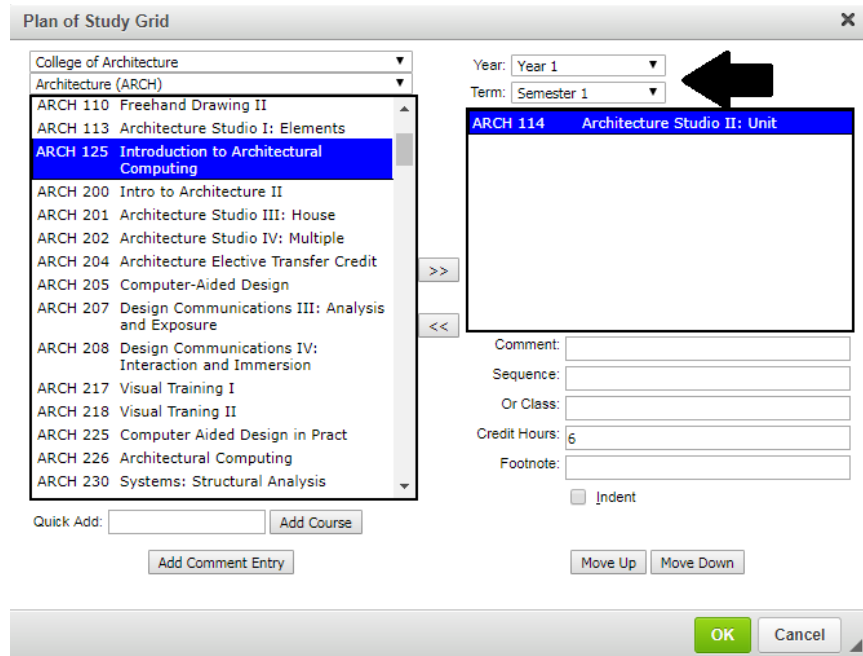 Plan of Study Grid
College of Architecture
Architecture (ARCH)
ARCH 110 Freehand Drawing II
ARCH 113 Architecture Studio I: Elements
ARCH 125 Introduction to Architectural
Computing
ARCH 200 Intro to Architecture II
ARCH 201 Architecture Studio III: House
ARCH 202 Architecture Studio IV: Multiple
ARCH 204 Architecture Elective Transfer Credit
ARCH 205 Computer-Aided Design
ARCH 207 Design Communications III: Analysis
and Exposure
ARCH 208 Design Communications IV:
Interaction and Immersion
ARCH 217 Visual Training I
ARCH 218 Visual Traning II
ARCH 225 Computer Aided Design in Pract
ARCH 226 Architectural Computing
ARCH 230 Systems: Structural Analysis
Quick Add: Add Course
Add Comment Entry
>>
<<
Year: Year 1
Term: Semester 1
ARCH 114 Architecture Studio II: Unit
Comment:
Sequence:
Or Class:
Credit Hours: 6
Footnote:
Indent
Move Up Move Down
OK Cancel